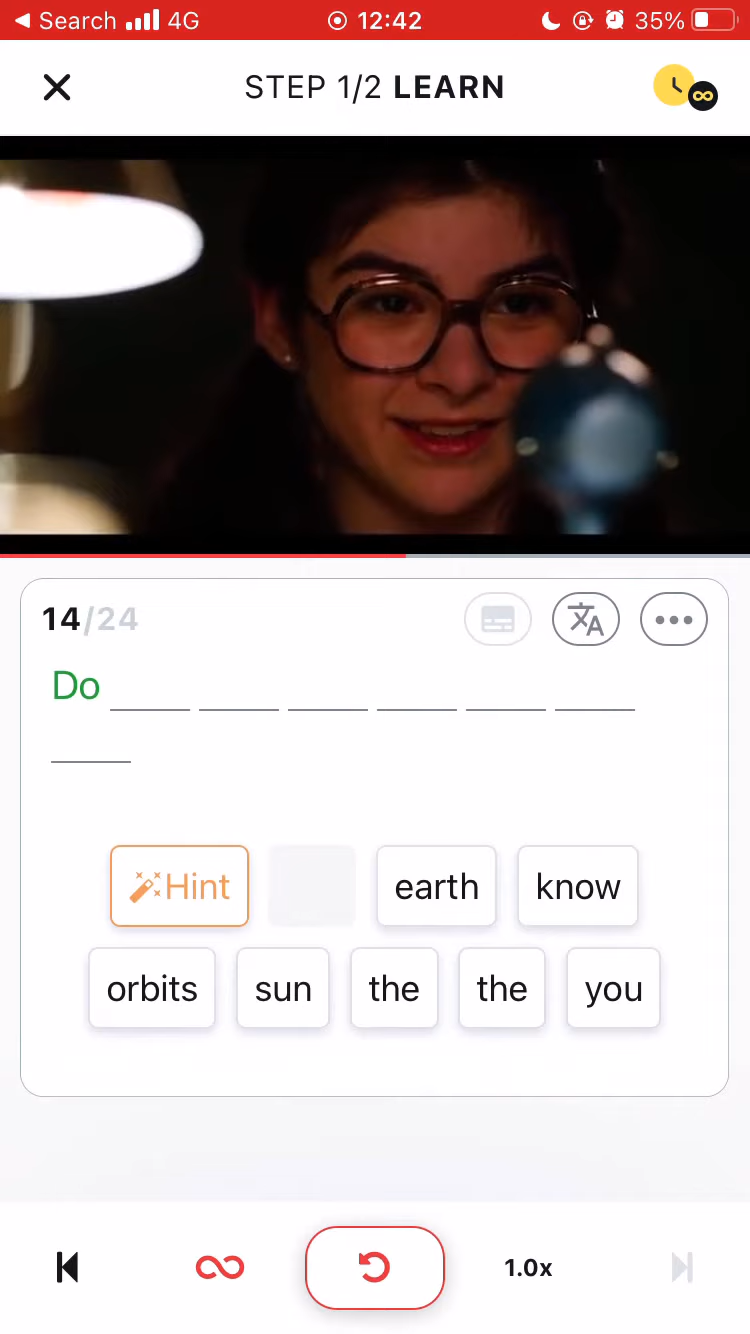 Search 4G 12:42 35%
STEP 1/2 LEARN
14/24
Do
Hint earth know
orbits sun the the you
1.0x